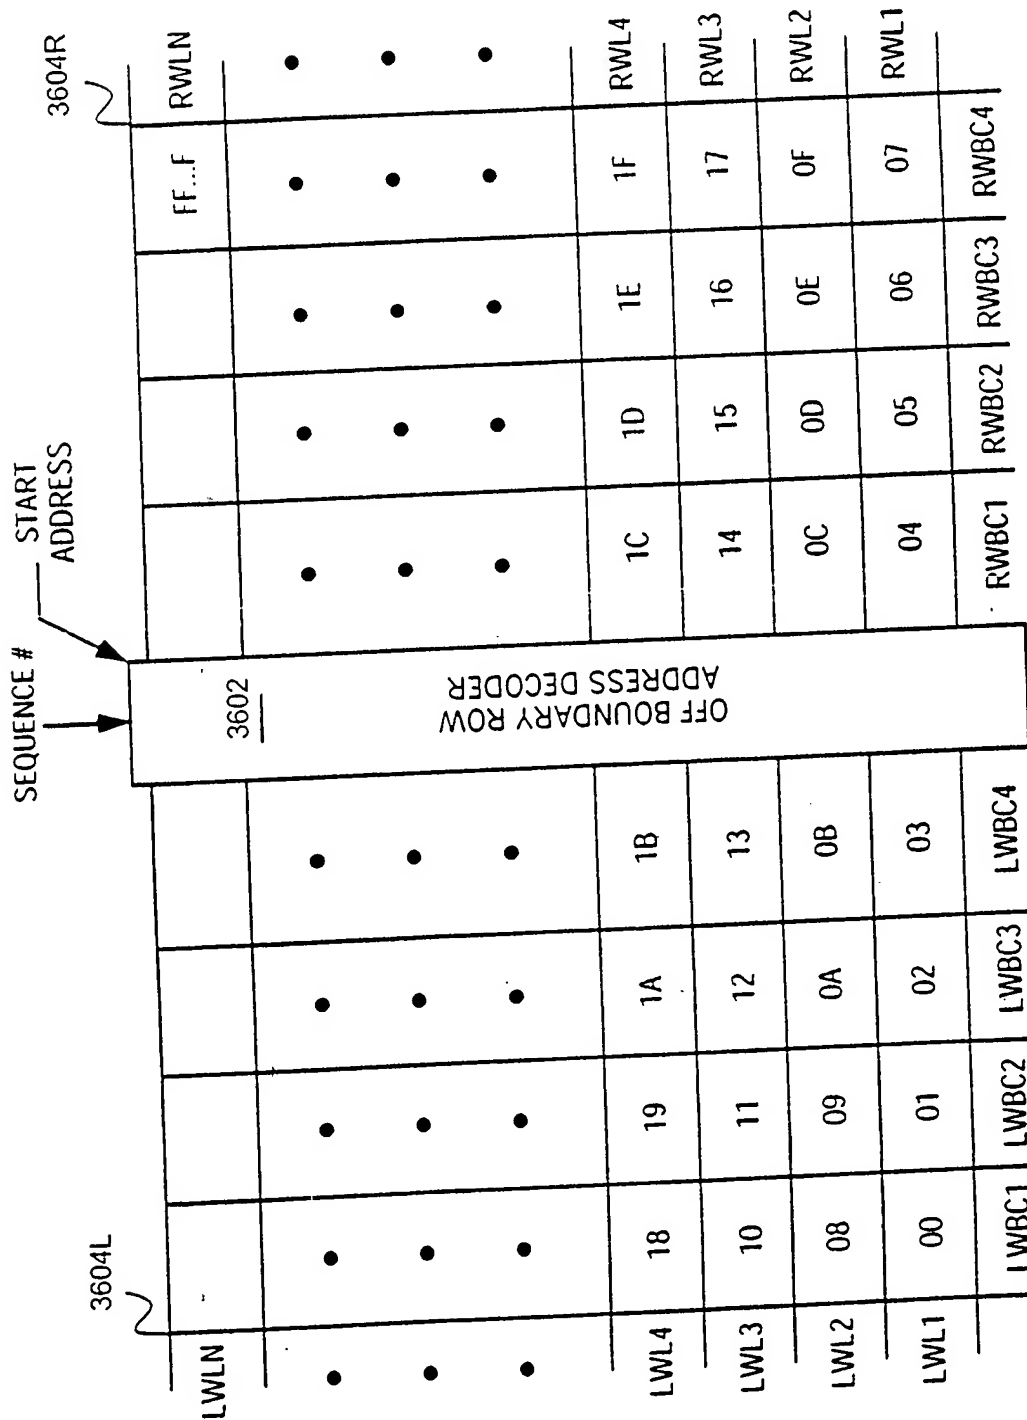 SEQUENCE #
START
ADDRESS
3604L
3604R
3602
OFF BOUNDARY ROW
ADDRESS DECODER
LWLN
FF...F
RWLN
LWL4
18
19
1A
1B
1C
1D
1E
1F
RWL4
LWL3
10
11
12
13
14
15
16
17
RWL3
LWL2
08
09
0A
0B
0C
0D
0E
0F
RWL2
LWL1
00
01
02
03
04
05
06
07
RWL1
LWBC1
LWBC2
LWBC3
LWBC4
RWBC1
RWBC2
RWBC3
RWBC4